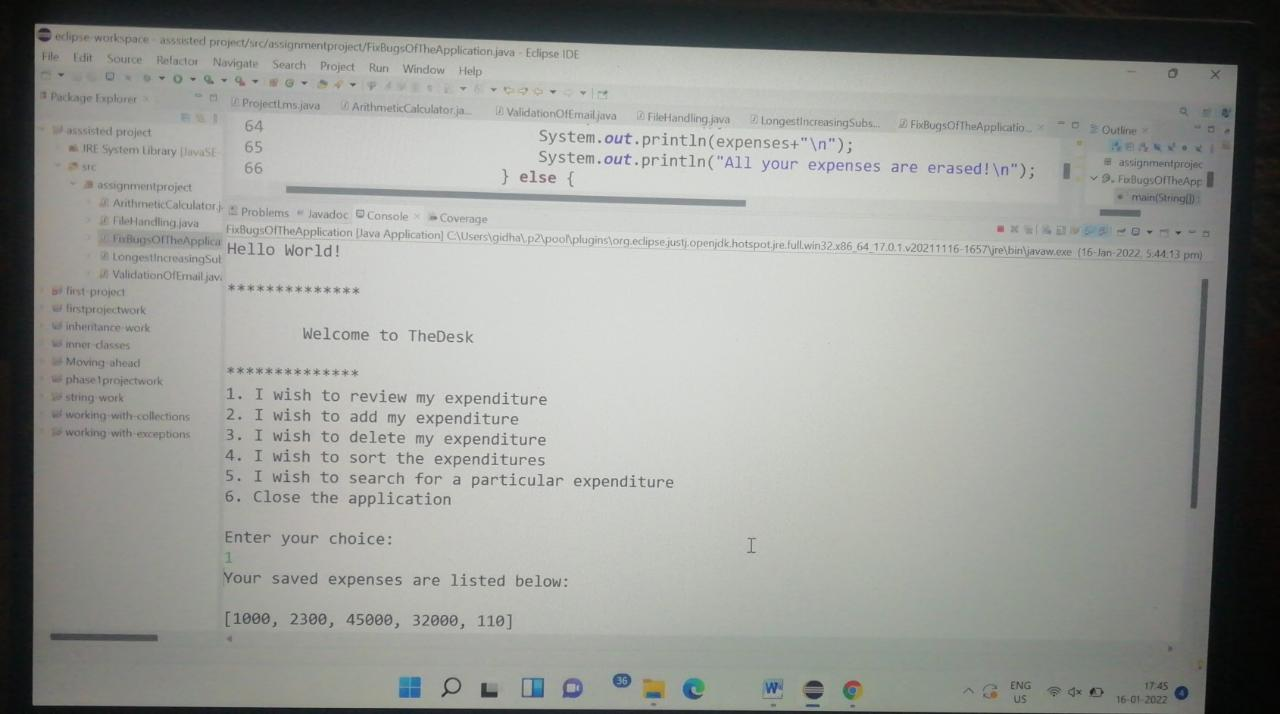 eclipse-workspace - asssisted project/src/assignmentproject/FixBugsOfTheApplication.java - Eclipse IDE
File Edit Source Refactor Navigate Search Project Run Window Help
Package Explorer ×
asssisted project
JRE System Library [JavaSE-
src
assignmentproject
ArithmeticCalculator.j
FileHandling.java
FixBugsOfTheApplica
LongestIncreasingSut
ValidationOfEmail.jav
first-project
firstprojectwork
inheritance-work
inner-classes
Moving-ahead
phase1projectwork
string-work
working-with-collections
working-with-exceptions
ProjectLms.java ArithmeticCalculator.ja... ValidationOfEmail.java FileHandling.java LongestIncreasingSubs... FixBugsOfTheApplicatio... ×
64 System.out.println(expenses+"\n");
65 System.out.println("All your expenses are erased!\n");
66 } else {
Outline ×
assignmentprojec
FixBugsOfTheApp
main(String[])
Problems Javadoc Console × Coverage
FixBugsOfTheApplication [Java Application] C:\Users\gidha\.p2\pool\plugins\org.eclipse.justj.openjdk.hotspot.jre.full.win32.x86_64_17.0.1.v20211116-1657\jre\bin\javaw.exe (16-Jan-2022, 5:44:13 pm)
Hello World!
**************
Welcome to TheDesk
**************
1. I wish to review my expenditure
2. I wish to add my expenditure
3. I wish to delete my expenditure
4. I wish to sort the expenditures
5. I wish to search for a particular expenditure
6. Close the application
Enter your choice:
1
Your saved expenses are listed below:
[1000, 2300, 45000, 32000, 110]
36
W
ENG
US
17:45
16-01-2022
4